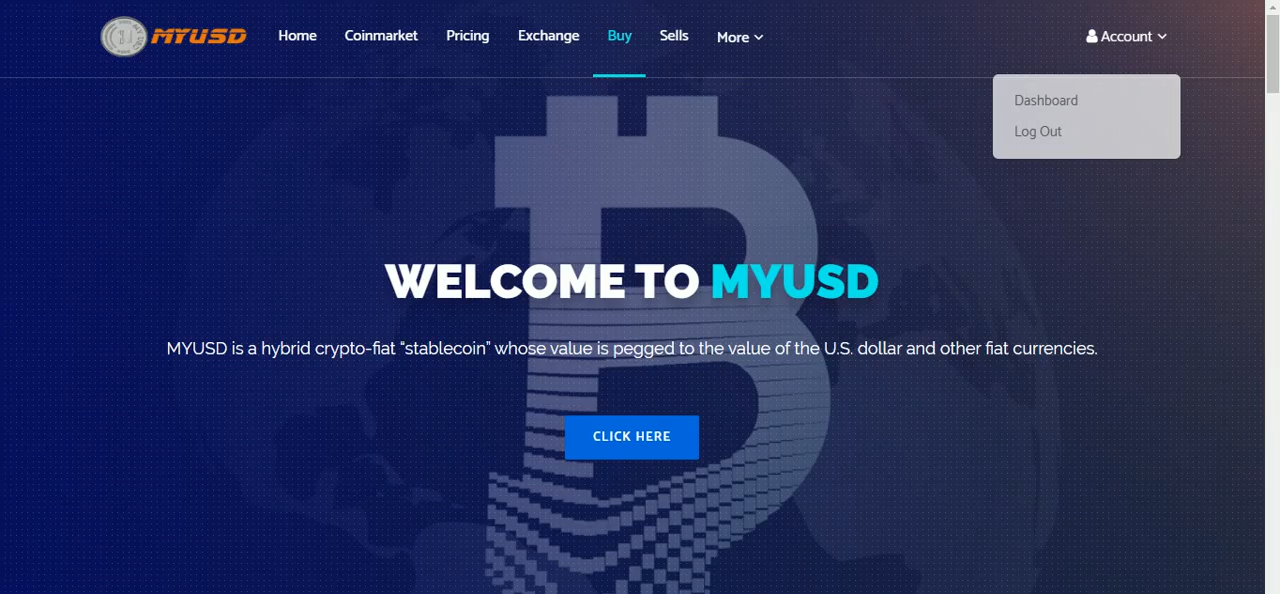 MYUSD
Home Coinmarket Pricing Exchange Buy Sells More Account
Dashboard
Log Out
WELCOME TO MYUSD
MYUSD is a hybrid crypto-fiat “stablecoin” whose value is pegged to the value of the U.S. dollar and other fiat currencies.
CLICK HERE